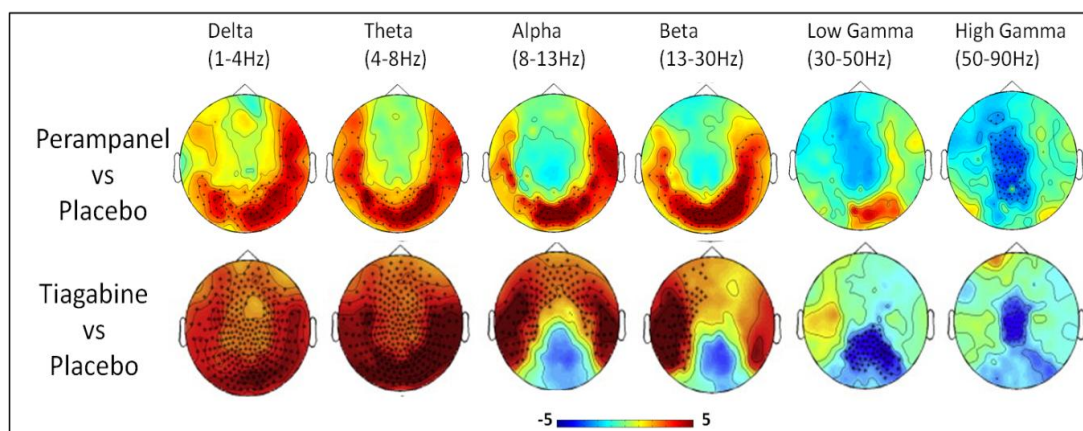 Delta Theta Alpha Beta Low Gamma High Gamma
(1-4Hz) (4-8Hz) (8-13Hz) (13-30Hz) (30-50Hz) (50-90Hz)
Perampanel
vs
Placebo
Tiagabine
vs
Placebo
-5 5